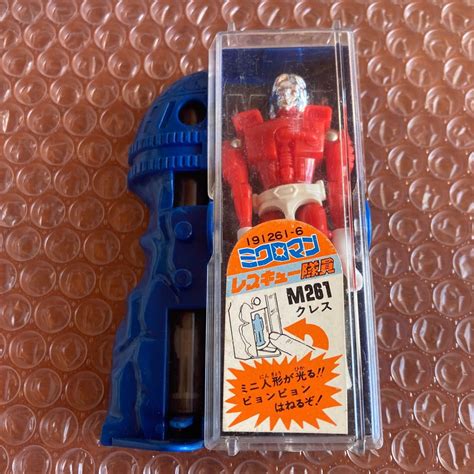 191261-6
ミクロマン
レスキュー隊員
M261
クレス
ミニ人形が光る!!
ピョンピョン
はねるぞ!